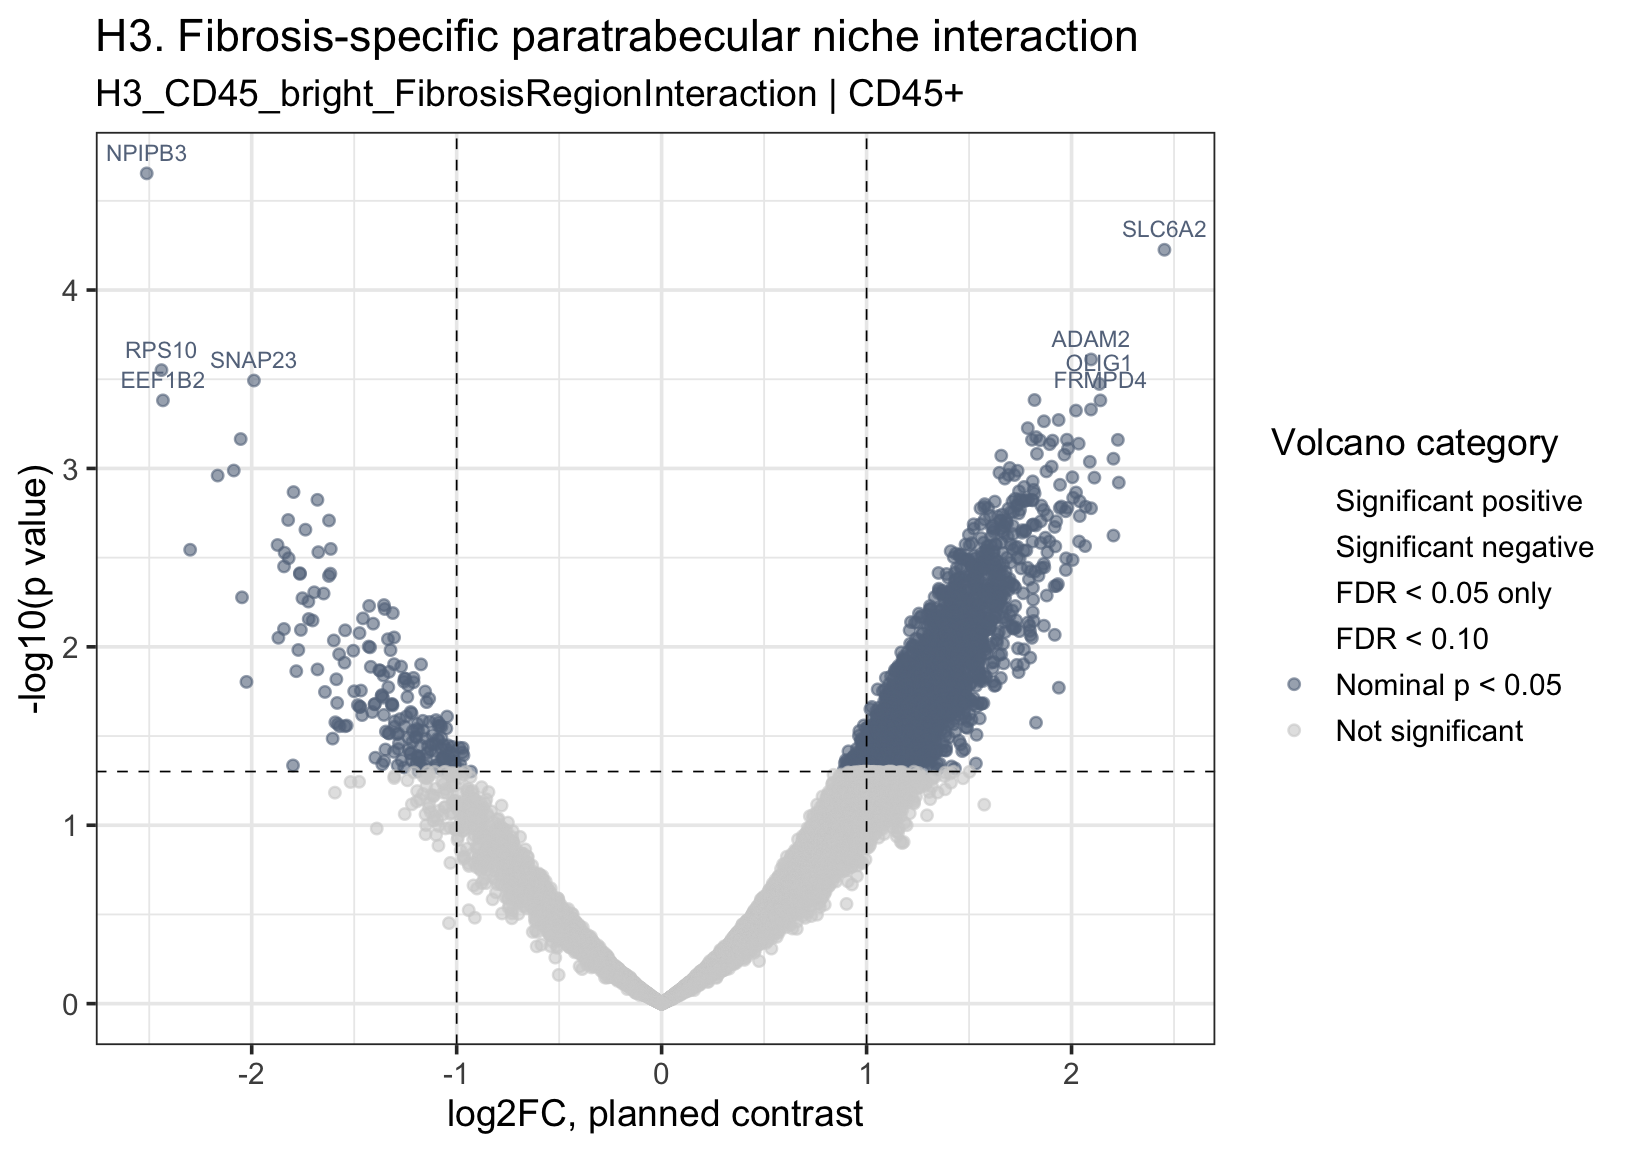 H3. Fibrosis-specific paratrabecular niche interaction
H3_CD45_bright_FibrosisRegionInteraction | CD45+
NPIPB3
SLC6A2
4
ADAM2
RPS10
SNAP23
OLIG1
EEF1B2
FRMPD4
3
2
1
0
-log10(p value)
-2
-1
0
1
2
log2FC, planned contrast
Volcano category
Significant positive
Significant negative
FDR < 0.05 only
FDR < 0.10
Nominal p < 0.05
Not significant